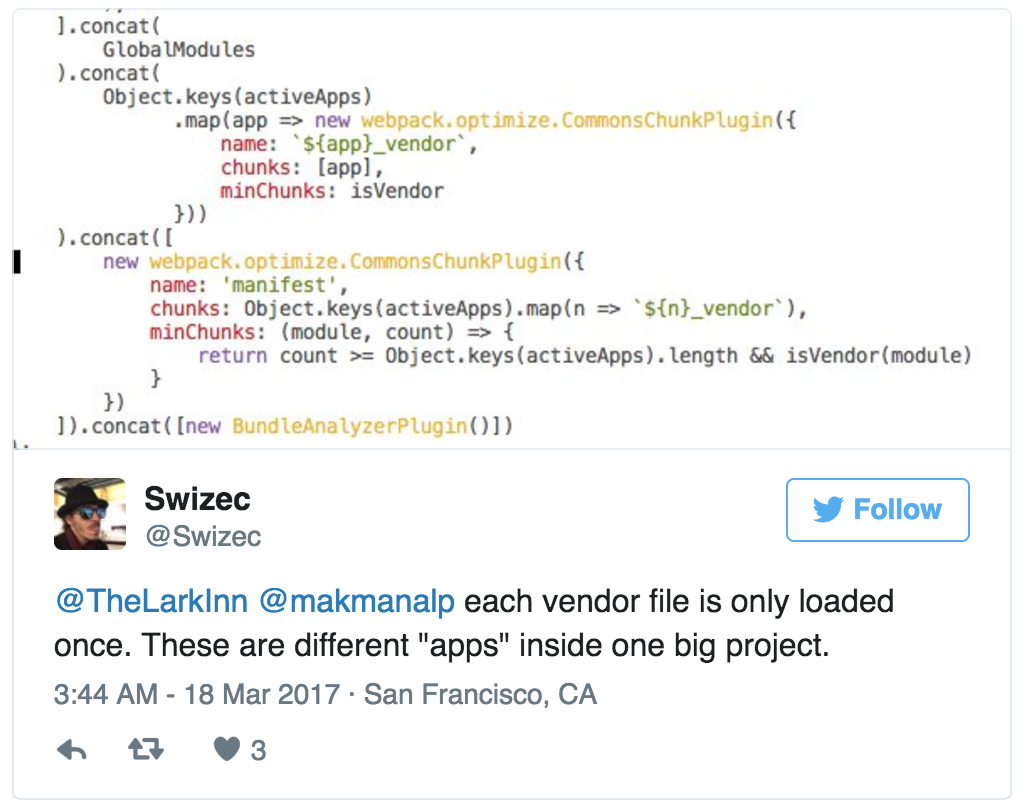 ].concat(
GlobalModules
).concat(
Object.keys(activeApps)
.map(app => new webpack.optimize.CommonsChunkPlugin({
name: `${app}_vendor`,
chunks: [app],
minChunks: isVendor
}))
).concat([
new webpack.optimize.CommonsChunkPlugin({
name: 'manifest',
chunks: Object.keys(activeApps).map(n => `${n}_vendor`),
minChunks: (module, count) => {
return count >= Object.keys(activeApps).length && isVendor(module)
}
})
]).concat([new BundleAnalyzerPlugin()])
Swizec
@Swizec
Follow
@TheLarkInn @makmanalp each vendor file is only loaded
once. These are different "apps" inside one big project.
3:44 AM - 18 Mar 2017 · San Francisco, CA
3